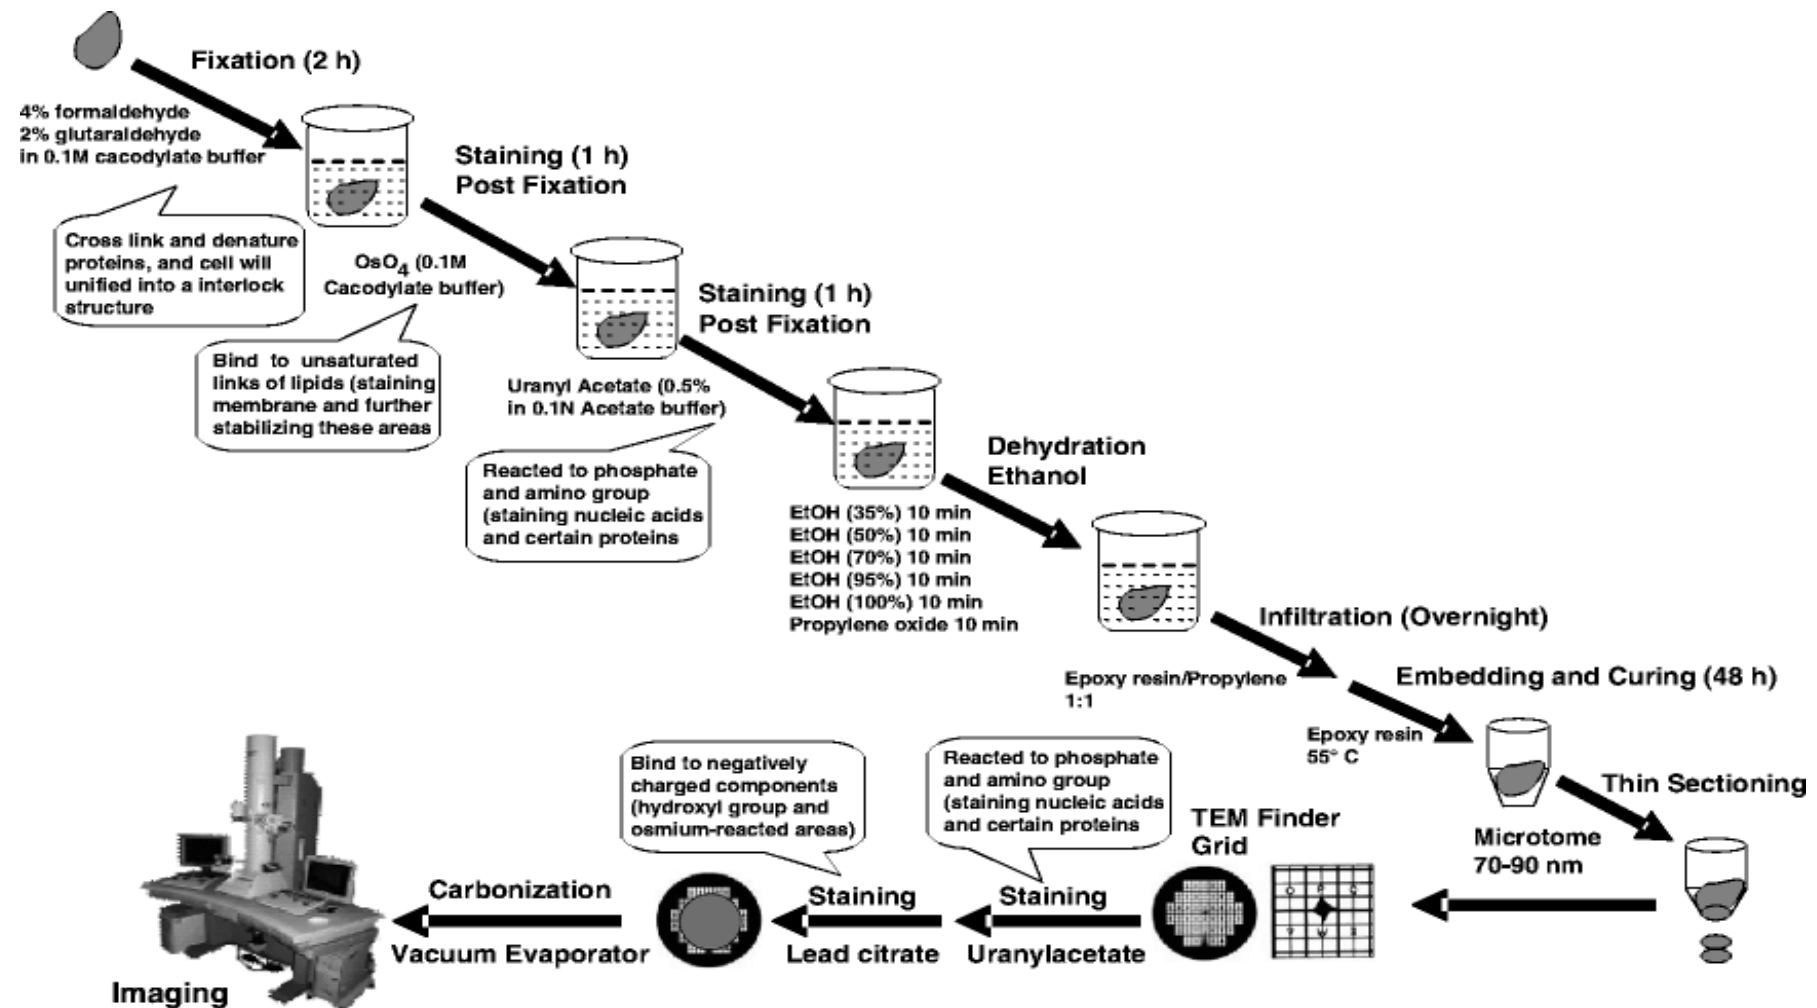 Fixation (2 h)
4% formaldehyde
2% glutaraldehyde
in 0.1M cacodylate buffer
Cross link and denature
proteins, and cell will
unified into a interlock
structure
Staining (1 h)
Post Fixation
OsO4 (0.1M
Cacodylate buffer)
Bind to unsaturated
links of lipids (staining
membrane and further
stabilizing these areas
Staining (1 h)
Post Fixation
Uranyl Acetate (0.5%
in 0.1N Acetate buffer)
Reacted to phosphate
and amino group
(staining nucleic acids
and certain proteins
Dehydration
Ethanol
EtOH (35%) 10 min
EtOH (50%) 10 min
EtOH (70%) 10 min
EtOH (95%) 10 min
EtOH (100%) 10 min
Propylene oxide 10 min
Infiltration (Overnight)
Epoxy resin/Propylene
1:1
Embedding and Curing (48 h)
Epoxy resin
55° C
Thin Sectioning
Microtome
70-90 nm
TEM Finder
Grid
Reacted to phosphate
and amino group
(staining nucleic acids
and certain proteins
Staining
Uranylacetate
Bind to negatively
charged components
(hydroxyl group and
osmium-reacted areas)
Staining
Lead citrate
Carbonization
Vacuum Evaporator
Imaging